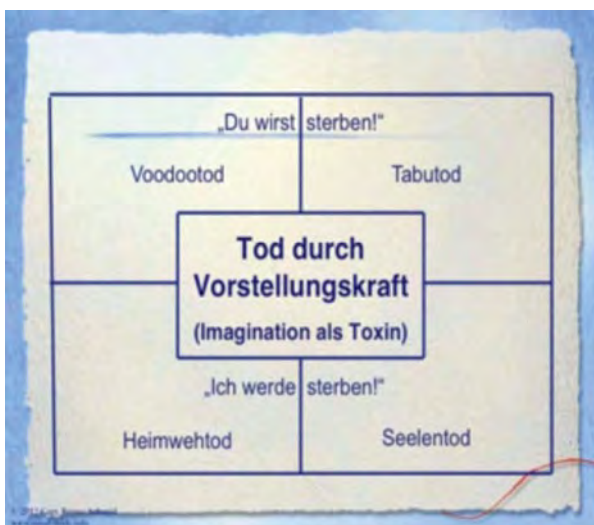 „Du wirst sterben!“
Voodootod
Tabutod
Tod durch
Vorstellungskraft
(Imagination als Toxin)
„Ich werde sterben!“
Heimwehtod
Seelentod